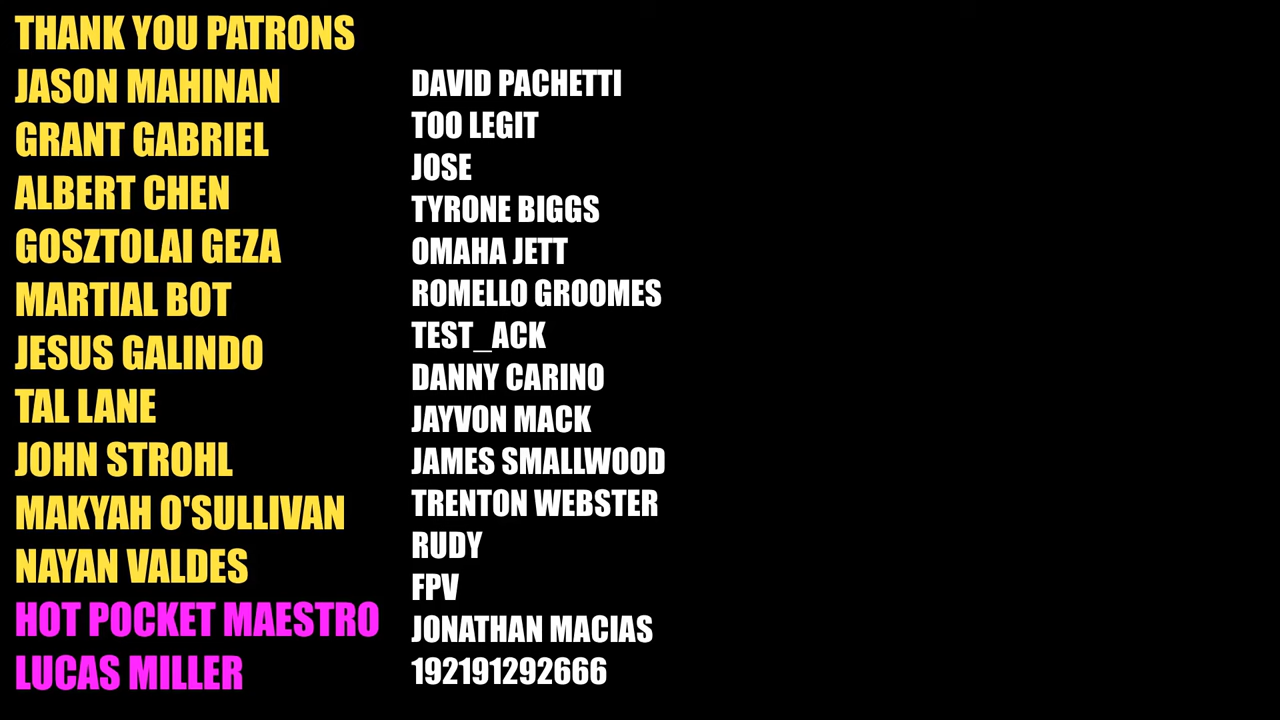 THANK YOU PATRONS
JASON MAHINAN
GRANT GABRIEL
ALBERT CHEN
GOSZTOLAI GEZA
MARTIAL BOT
JESUS GALINDO
TAL LANE
JOHN STROHL
MAKYAH O'SULLIVAN
NAYAN VALDES
HOT POCKET MAESTRO
LUCAS MILLER
DAVID PACHETTI
TOO LEGIT
JOSE
TYRONE BIGGS
OMAHA JETT
ROMELLO GROOMES
TEST_ACK
DANNY CARINO
JAYVON MACK
JAMES SMALLWOOD
TRENTON WEBSTER
RUDY
FPV
JONATHAN MACIAS
192191292666